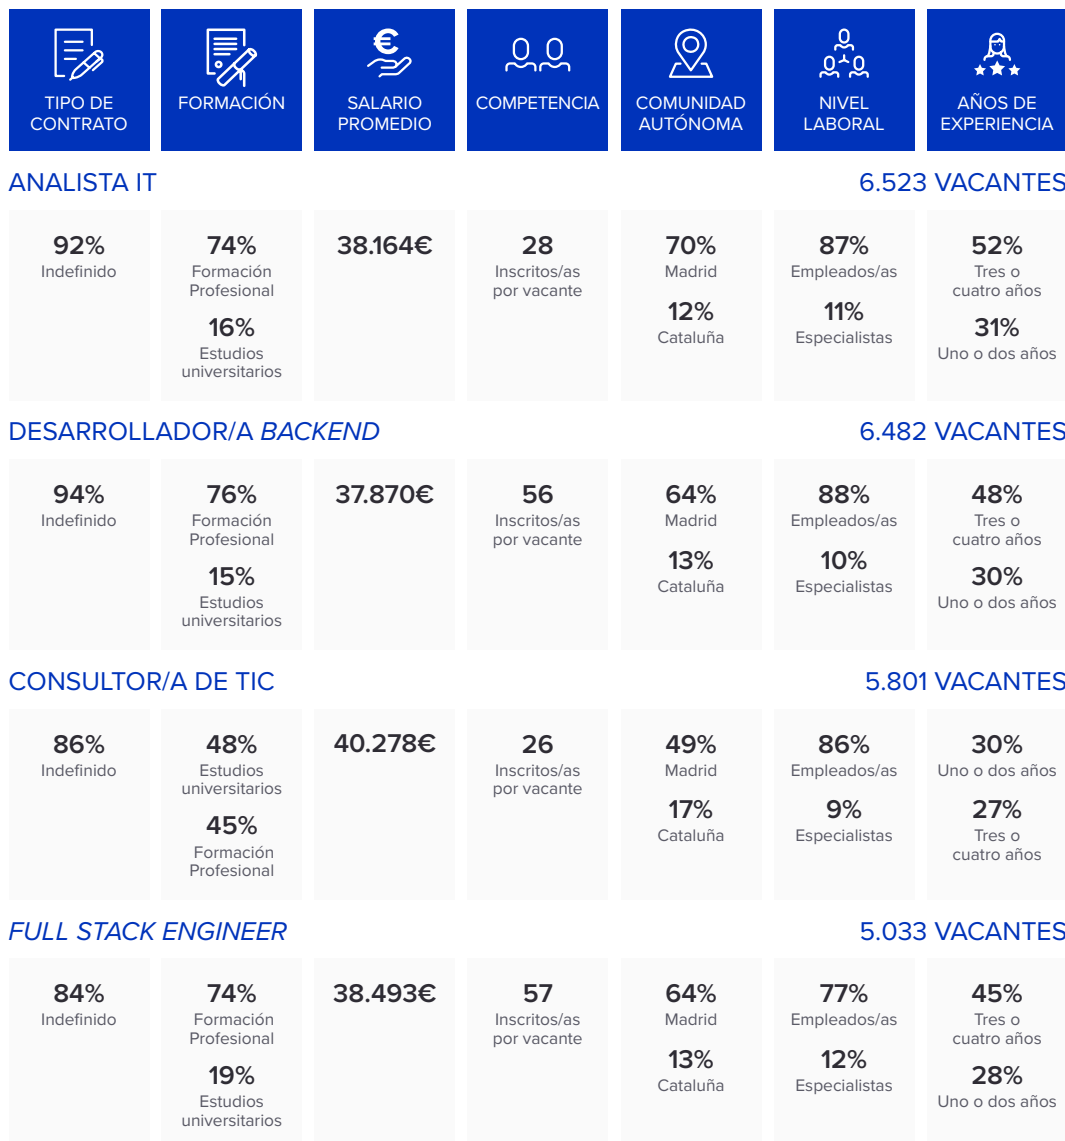 TIPO DE
CONTRATO
FORMACIÓN
SALARIO
PROMEDIO
COMPETENCIA
COMUNIDAD
AUTÓNOMA
NIVEL
LABORAL
AÑOS DE
EXPERIENCIA
ANALISTA IT
6.523 VACANTES
92%
Indefinido
74%
Formación
Profesional
16%
Estudios
universitarios
38.164€
28
Inscritos/as
por vacante
70%
Madrid
12%
Cataluña
87%
Empleados/as
11%
Especialistas
52%
Tres o
cuatro años
31%
Uno o dos años
DESARROLLADOR/A BACKEND
6.482 VACANTES
94%
Indefinido
76%
Formación
Profesional
15%
Estudios
universitarios
37.870€
56
Inscritos/as
por vacante
64%
Madrid
13%
Cataluña
88%
Empleados/as
10%
Especialistas
48%
Tres o
cuatro años
30%
Uno o dos años
CONSULTOR/A DE TIC
5.801 VACANTES
86%
Indefinido
48%
Estudios
universitarios
45%
Formación
Profesional
40.278€
26
Inscritos/as
por vacante
49%
Madrid
17%
Cataluña
86%
Empleados/as
9%
Especialistas
30%
Uno o dos años
27%
Tres o
cuatro años
FULL STACK ENGINEER
5.033 VACANTES
84%
Indefinido
74%
Formación
Profesional
19%
Estudios
universitarios
38.493€
57
Inscritos/as
por vacante
64%
Madrid
13%
Cataluña
77%
Empleados/as
12%
Especialistas
45%
Tres o
cuatro años
28%
Uno o dos años